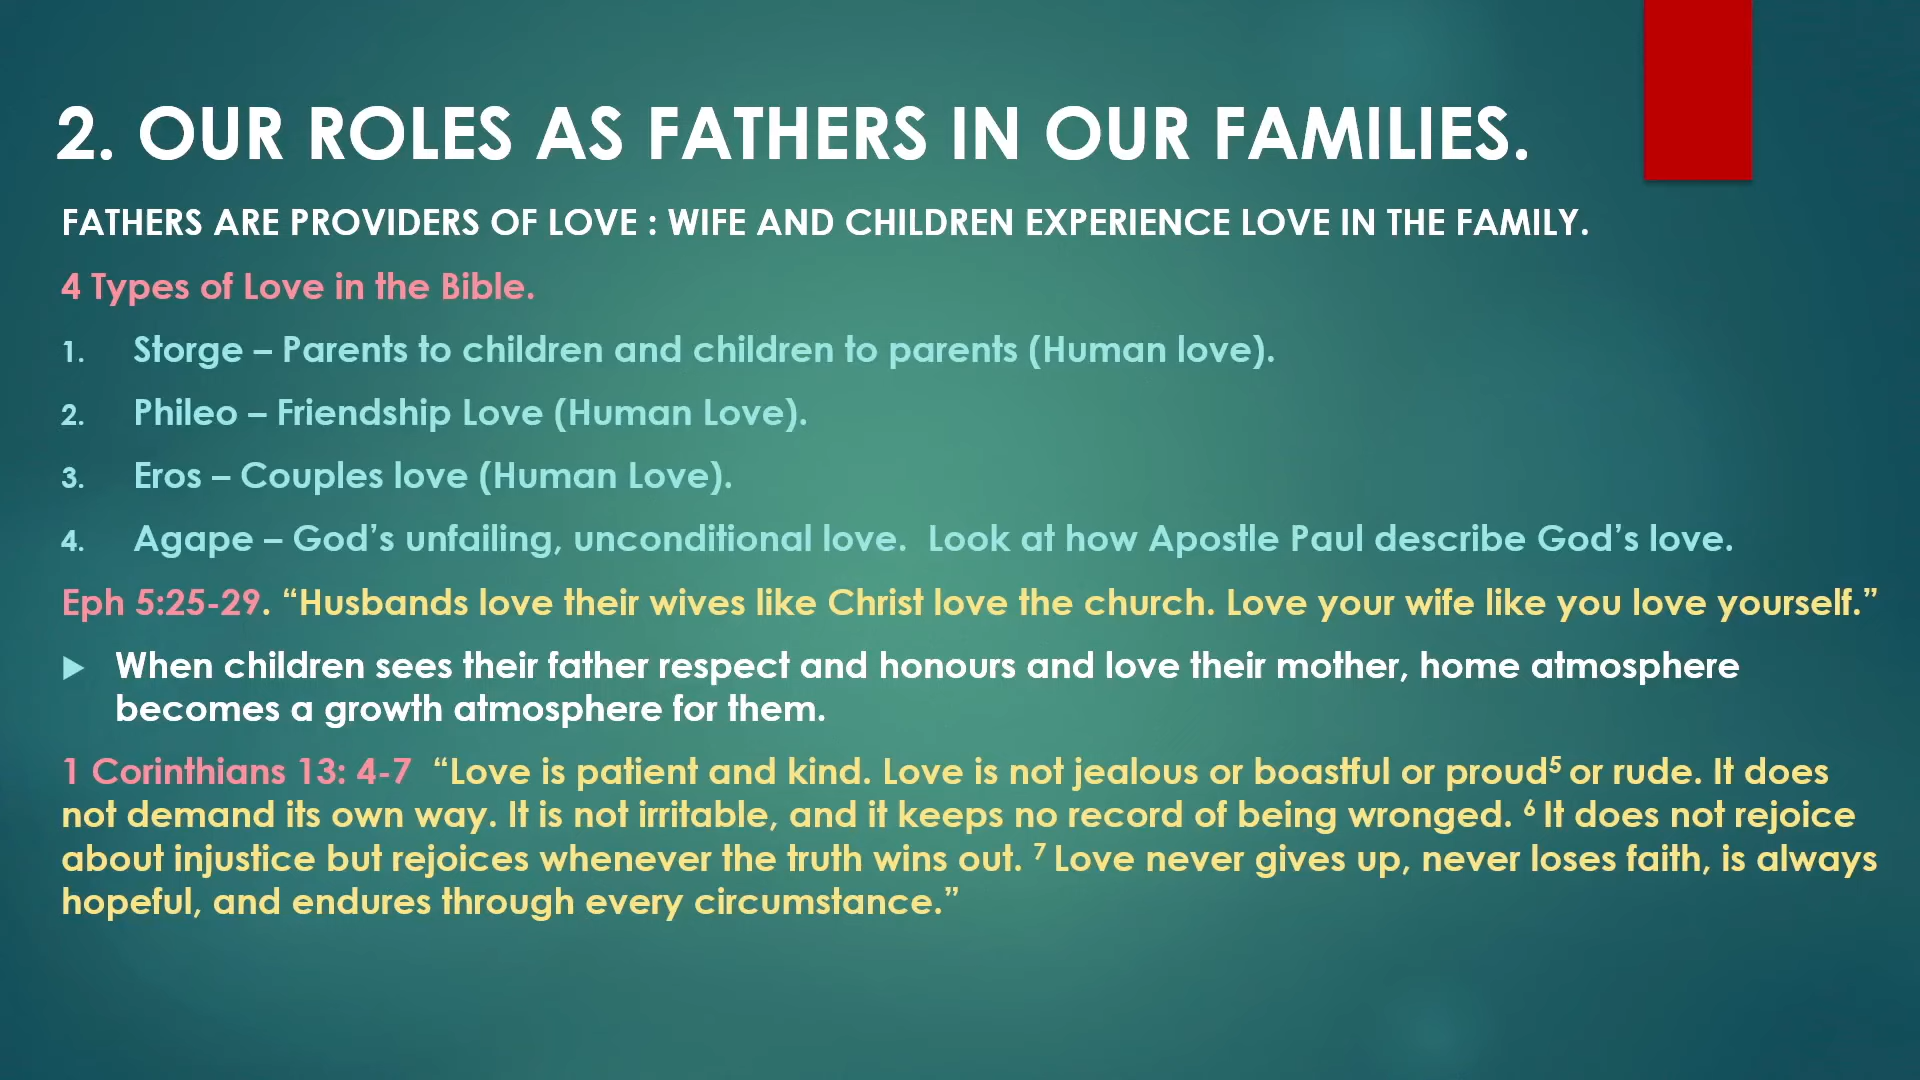 2. OUR ROLES AS FATHERS IN OUR FAMILIES.
FATHERS ARE PROVIDERS OF LOVE : WIFE AND CHILDREN EXPERIENCE LOVE IN THE FAMILY.
4 Types of Love in the Bible.
1. Storge – Parents to children and children to parents (Human love).
2. Phileo – Friendship Love (Human Love).
3. Eros – Couples love (Human Love).
4. Agape – God’s unfailing, unconditional love.  Look at how Apostle Paul describe God’s love.
Eph 5:25-29. “Husbands love their wives like Christ love the church. Love your wife like you love yourself.”
▶ When children sees their father respect and honours and love their mother, home atmosphere
becomes a growth atmosphere for them.
1 Corinthians 13: 4-7  “Love is patient and kind. Love is not jealous or boastful or proud⁵ or rude. It does
not demand its own way. It is not irritable, and it keeps no record of being wronged. ⁶ It does not rejoice
about injustice but rejoices whenever the truth wins out. ⁷ Love never gives up, never loses faith, is always
hopeful, and endures through every circumstance.”